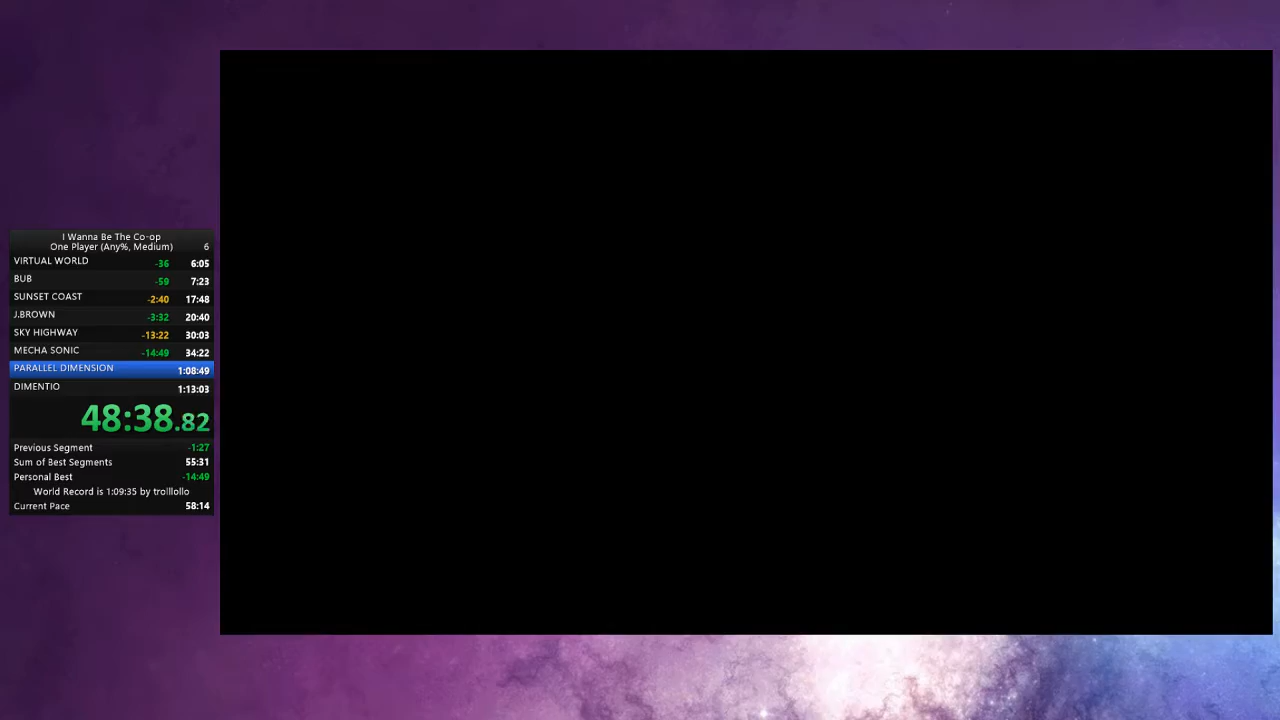 I Wanna Be The Co-op
One Player (Any%, Medium) 6
VIRTUAL WORLD -36 6:05
BUB -59 7:23
SUNSET COAST -2:40 17:48
J.BROWN -3:32 20:40
SKY HIGHWAY -13:22 30:03
MECHA SONIC -14:49 34:22
PARALLEL DIMENSION 1:08:49
DIMENTIO 1:13:03
48:38.82
Previous Segment -1:27
Sum of Best Segments 55:31
Personal Best -14:49
World Record is 1:09:35 by trolllollo
Current Pace 58:14